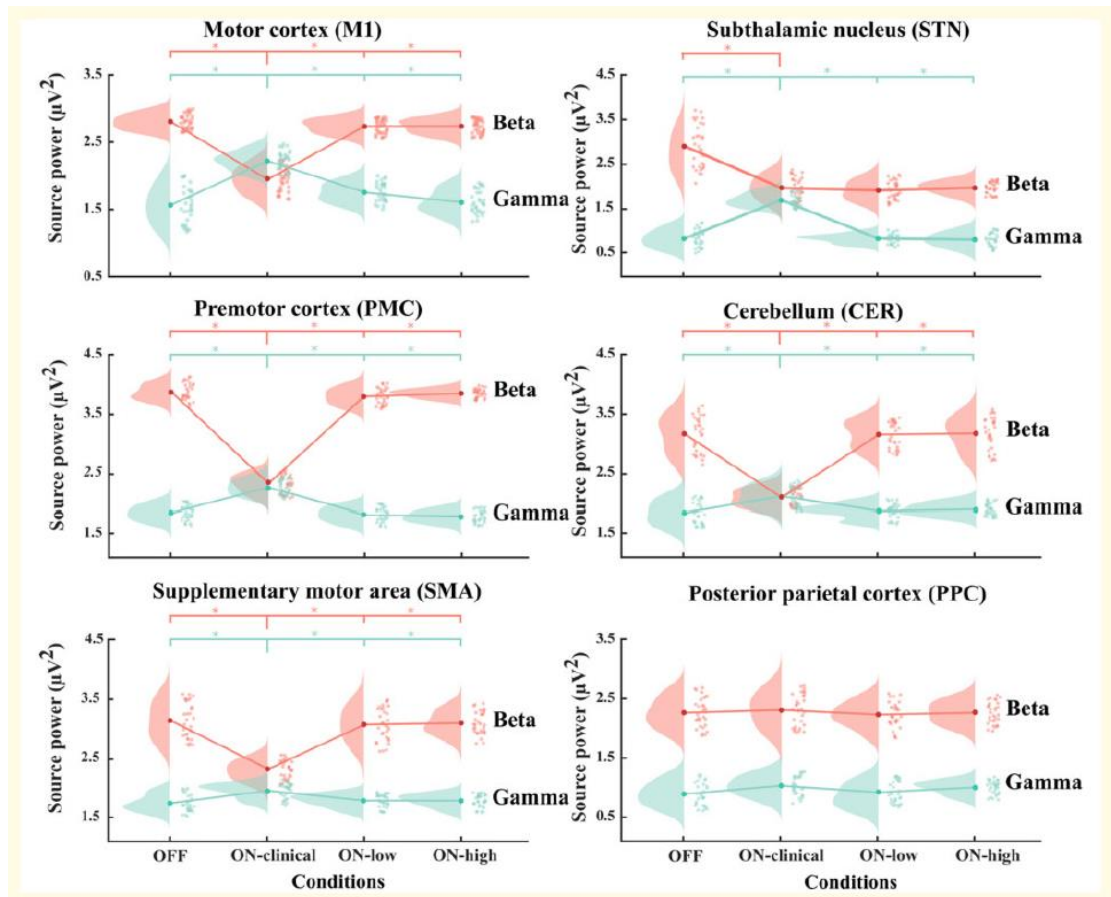 Motor cortex (M1)
* * *
* * *
Source power (µV²)
3.5
2.5
1.5
0.5
Beta
Gamma
Subthalamic nucleus (STN)
*
* * *
Source power (µV²)
4.5
3.5
2.5
1.5
0.5
Beta
Gamma
Premotor cortex (PMC)
* * *
* * *
Source power (µV²)
4.5
3.5
2.5
1.5
Beta
Gamma
Cerebellum (CER)
* * *
* * *
Source power (µV²)
4.5
3.5
2.5
1.5
Beta
Gamma
Supplementary motor area (SMA)
* * *
* * *
Source power (µV²)
4.5
3.5
2.5
1.5
Beta
Gamma
OFF ON-clinical ON-low ON-high
Conditions
Posterior parietal cortex (PPC)
Source power (µV²)
3.5
2.5
1.5
0.5
Beta
Gamma
OFF ON-clinical ON-low ON-high
Conditions